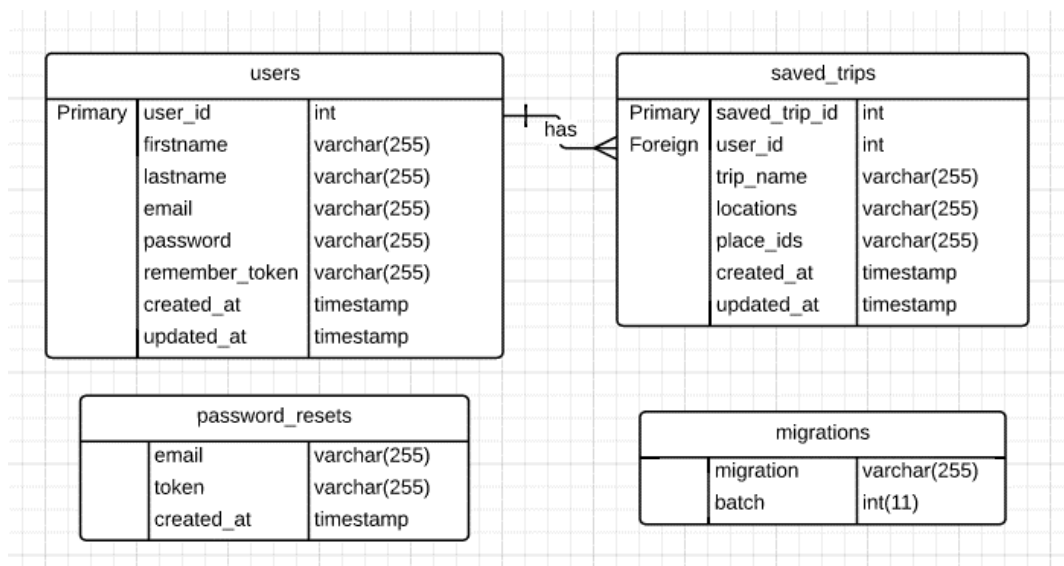 users
Primary user_id int
firstname varchar(255)
lastname varchar(255)
email varchar(255)
password varchar(255)
remember_token varchar(255)
created_at timestamp
updated_at timestamp
has
saved_trips
Primary saved_trip_id int
Foreign user_id int
trip_name varchar(255)
locations varchar(255)
place_ids varchar(255)
created_at timestamp
updated_at timestamp
password_resets
email varchar(255)
token varchar(255)
created_at timestamp
migrations
migration varchar(255)
batch int(11)